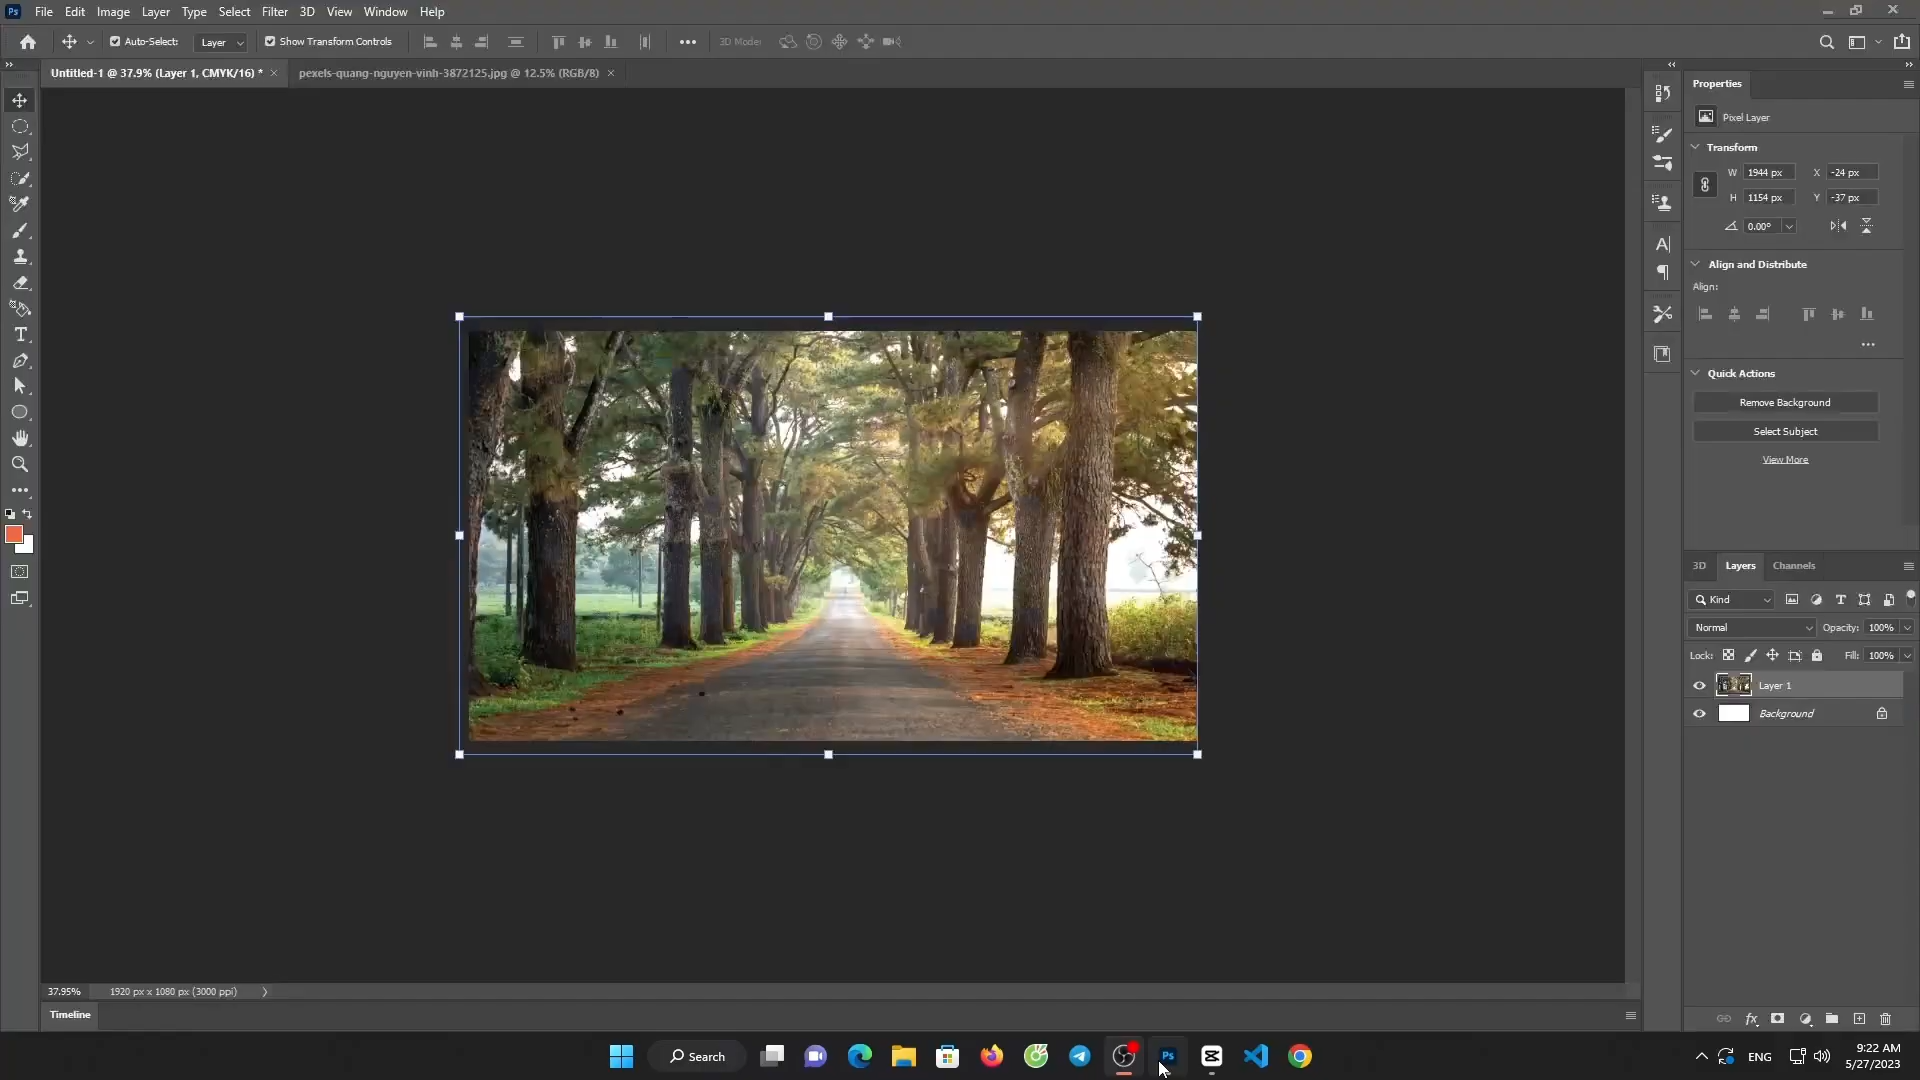 Ps File Edit Image Layer Type Select Filter 3D View Window Help
Auto-Select: Layer Show Transform Controls 3D Mode:
Untitled-1 @ 37.9% (Layer 1, CMYK/16) * × pexels-quang-nguyen-vinh-3872125.jpg @ 12.5% (RGB/8) ×
Properties
Pixel Layer
Transform
W 1944 px X -24 px
H 1154 px Y -37 px
0.00°
Align and Distribute
Align:
Quick Actions
Remove Background
Select Subject
View More
3D Layers Channels
Kind
Normal Opacity: 100%
Lock: Fill: 100%
Layer 1
Background
37.95% 1920 px x 1080 px (3000 ppi)
Timeline
Search Ps ENG 9:22 AM
5/27/2023